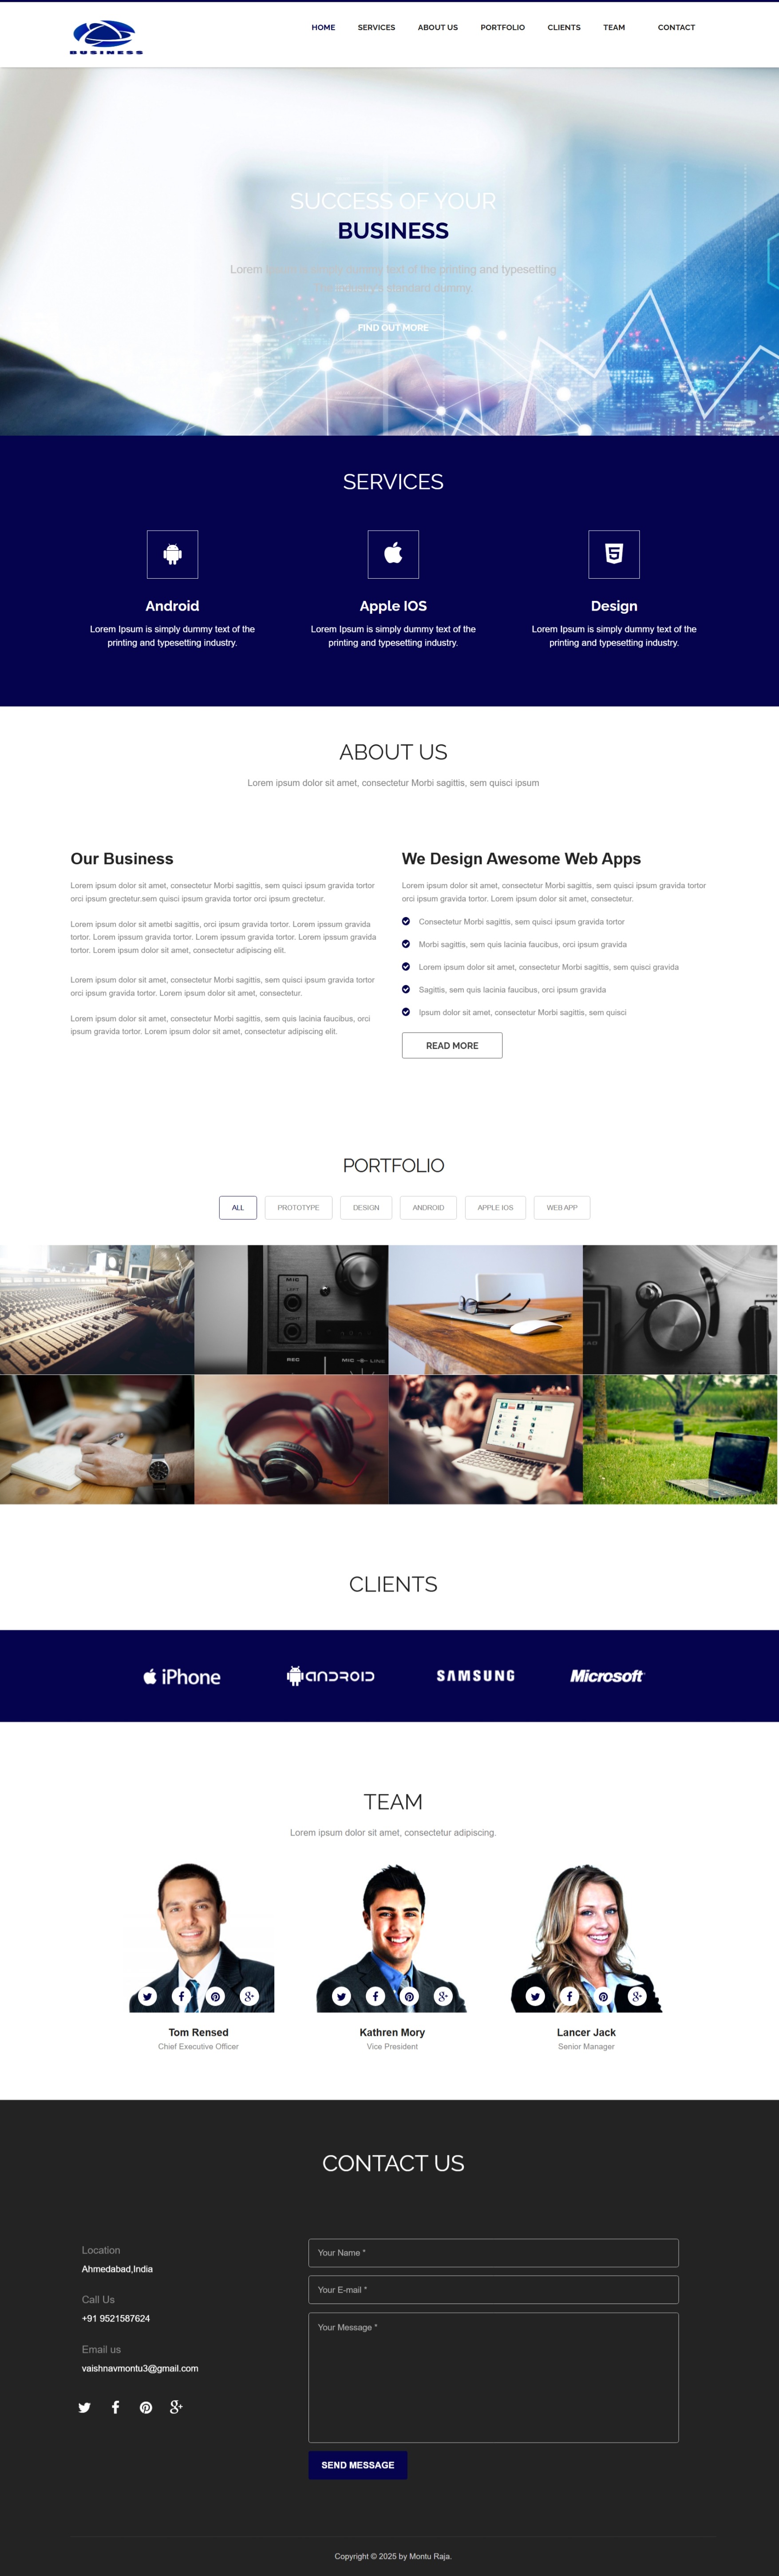 BUSINESS
HOME SERVICES ABOUT US PORTFOLIO CLIENTS TEAM CONTACT
SUCCESS OF YOUR
BUSINESS
Lorem Ipsum is simply dummy text of the printing and typesetting
the industry's standard dummy.
FIND OUT MORE
SERVICES
Android
Lorem Ipsum is simply dummy text of the
printing and typesetting industry.
Apple IOS
Lorem Ipsum is simply dummy text of the
printing and typesetting industry.
Design
Lorem Ipsum is simply dummy text of the
printing and typesetting industry.
ABOUT US
Lorem ipsum dolor sit amet, consectetur Morbi sagittis, sem quisci ipsum
Our Business
Lorem ipsum dolor sit amet, consectetur Morbi sagittis, sem quisci ipsum gravida tortor
orci ipsum grectetur.sem quisci ipsum gravida tortor orci ipsum grectetur.
Lorem ipsum dolor sit ametbi sagittis, orci ipsum gravida tortor. Lorem ipssum gravida
tortor. Lorem ipssum gravida tortor. Lorem ipssum gravida tortor. Lorem ipssum gravida
tortor. Lorem ipsum dolor sit amet, consectetur adipiscing elit.
Lorem ipsum dolor sit amet, consectetur Morbi sagittis, sem quisci ipsum gravida tortor
orci ipsum gravida tortor. Lorem ipsum dolor sit amet, consectetur.
Lorem ipsum dolor sit amet, consectetur Morbi sagittis, sem quis lacinia faucibus, orci
ipsum gravida tortor. Lorem ipsum dolor sit amet, consectetur adipiscing elit.
We Design Awesome Web Apps
Lorem ipsum dolor sit amet, consectetur Morbi sagittis, sem quisci ipsum gravida tortor
orci ipsum gravida tortor. Lorem ipsum dolor sit amet, consectetur.
Consectetur Morbi sagittis, sem quisci ipsum gravida tortor
Morbi sagittis, sem quis lacinia faucibus, orci ipsum gravida
Lorem ipsum dolor sit amet, consectetur Morbi sagittis, sem quisci gravida
Sagittis, sem quis lacinia faucibus, orci ipsum gravida
Ipsum dolor sit amet, consectetur Morbi sagittis, sem quisci
READ MORE
PORTFOLIO
ALL PROTOTYPE DESIGN ANDROID APPLE IOS WEB APP
MIC
LEFT
RIGHT
REC MIC LINE
CLIENTS
iPhone ANDROID SAMSUNG Microsoft
TEAM
Lorem ipsum dolor sit amet, consectetur adipiscing.
Tom Rensed
Chief Executive Officer
Kathren Mory
Vice President
Lancer Jack
Senior Manager
CONTACT US
Location
Ahmedabad,India
Call Us
+91 9521587624
Email us
vaishnavmontu3@gmail.com
Your Name *
Your E-mail *
Your Message *
SEND MESSAGE
Copyright © 2025 by Montu Raja.